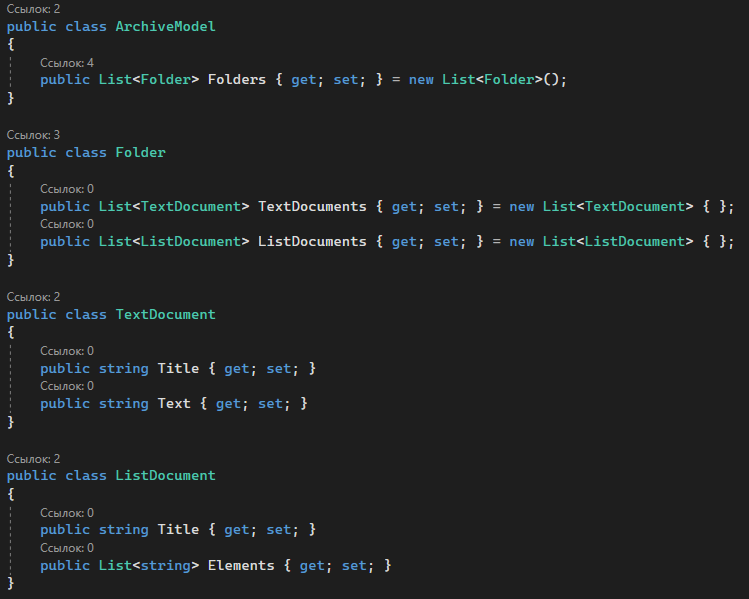 Ссылок: 2
public class ArchiveModel
{
Ссылок: 4
public List<Folder> Folders { get; set; } = new List<Folder>();
}
Ссылок: 3
public class Folder
{
Ссылок: 0
public List<TextDocument> TextDocuments { get; set; } = new List<TextDocument> { };
Ссылок: 0
public List<ListDocument> ListDocuments { get; set; } = new List<ListDocument> { };
}
Ссылок: 2
public class TextDocument
{
Ссылок: 0
public string Title { get; set; }
Ссылок: 0
public string Text { get; set; }
}
Ссылок: 2
public class ListDocument
{
Ссылок: 0
public string Title { get; set; }
Ссылок: 0
public List<string> Elements { get; set; }
}